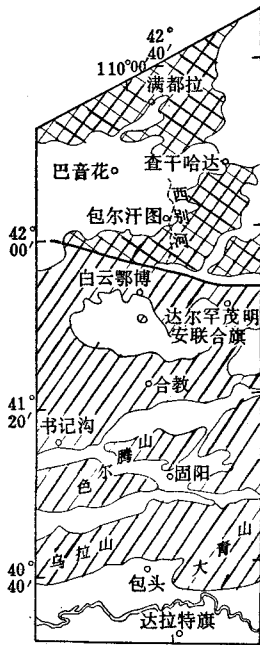 42°
40′
110°00′
满都拉
查干哈达
巴音花
西别河
包尔汗图
42°
00′
白云鄂博
达尔罕茂明
安联合旗
合教
41°
20′
书记沟
色尔腾山
固阳
乌拉山
大青山
40°
40′
包头
达拉特旗